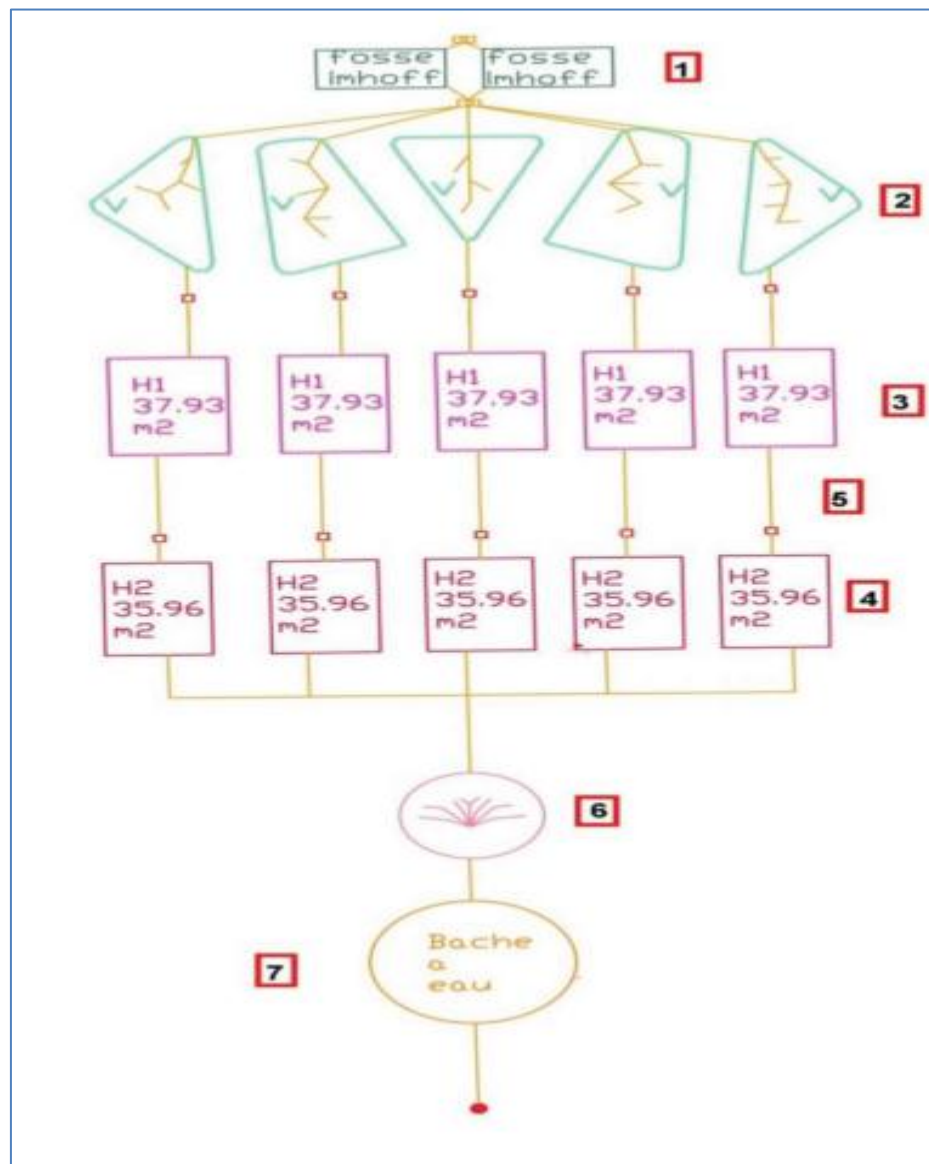 fosse fosse
imhoff imhoff
1
2
H1 H1 H1 H1 H1
37.93 37.93 37.93 37.93 37.93
m2 m2 m2 m2 m2
3
5
H2 H2 H2 H2 H2
35.96 35.96 35.96 35.96 35.96
m2 m2 m2 m2 m2
4
6
Bache
a
eau
7